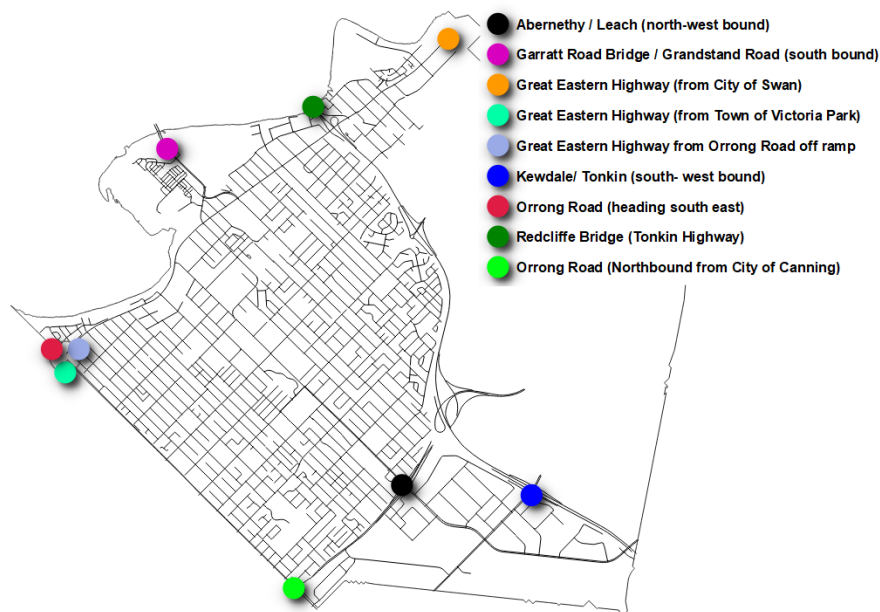 Abernethy / Leach (north-west bound)
Garratt Road Bridge / Grandstand Road (south bound)
Great Eastern Highway (from City of Swan)
Great Eastern Highway (from Town of Victoria Park)
Great Eastern Highway from Orrong Road off ramp
Kewdale/ Tonkin (south- west bound)
Orrong Road (heading south east)
Redcliffe Bridge (Tonkin Highway)
Orrong Road (Northbound from City of Canning)